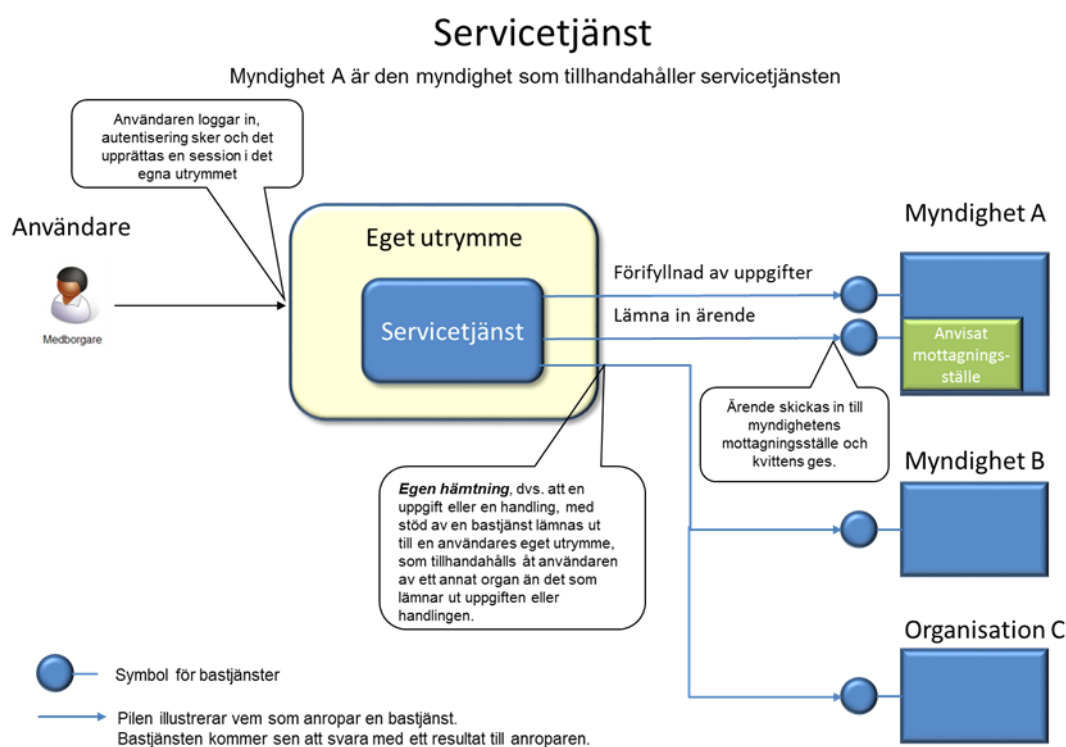 Servicetjänst
Myndighet A är den myndighet som tillhandahåller servicetjänsten
Användaren loggar in,
autentisering sker och det
upprättas en session i det
egna utrymmet
Användare
Medborgare
Eget utrymme
Servicetjänst
Förifyllnad av uppgifter
Lämna in ärende
Myndighet A
Anvisat
mottagnings-
ställe
Ärende skickas in till
myndighetens
mottagningsställe och
kvittens ges.
Egen hämtning, dvs. att en
uppgift eller en handling, med
stöd av en bastjänst lämnas ut
till en användares eget utrymme,
som tillhandahålls åt användaren
av ett annat organ än det som
lämnar ut uppgiften eller
handlingen.
Myndighet B
Organisation C
Symbol för bastjänster
Pilen illustrerar vem som anropar en bastjänst.
Bastjänsten kommer sen att svara med ett resultat till anroparen.